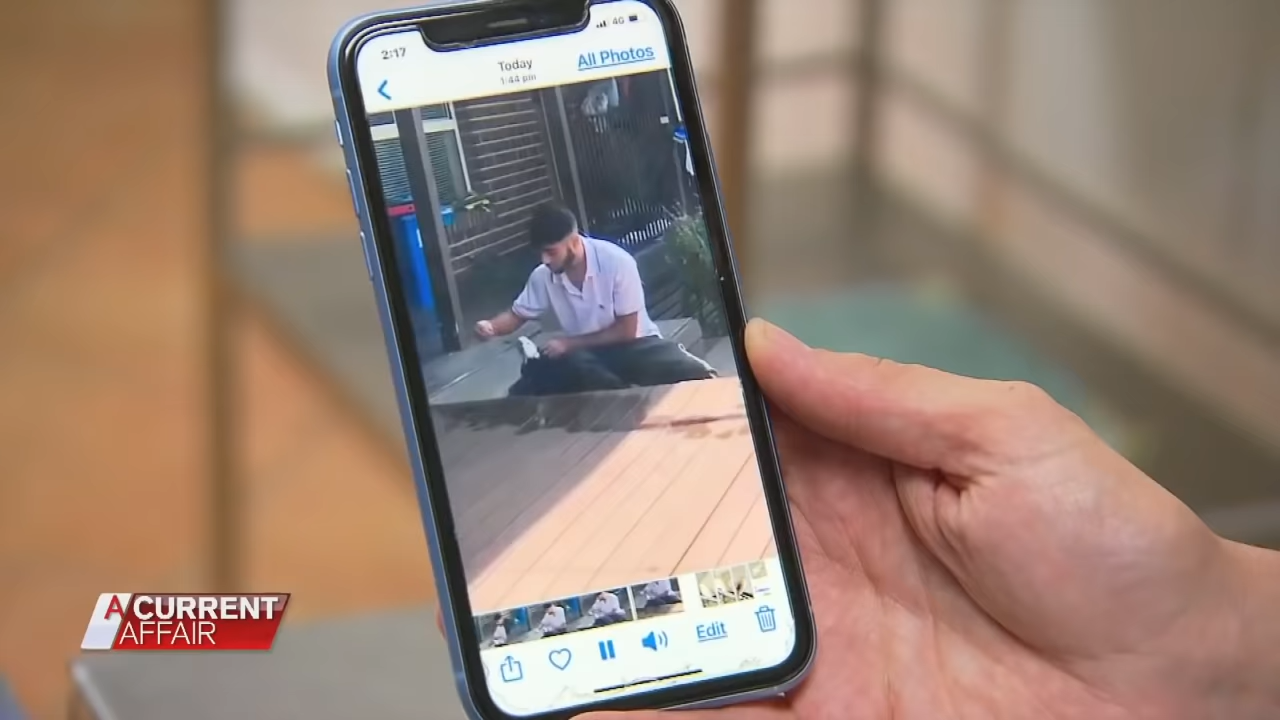 2:17
4G
Today
1:44 pm
All Photos
Edit
A CURRENT
AFFAIR